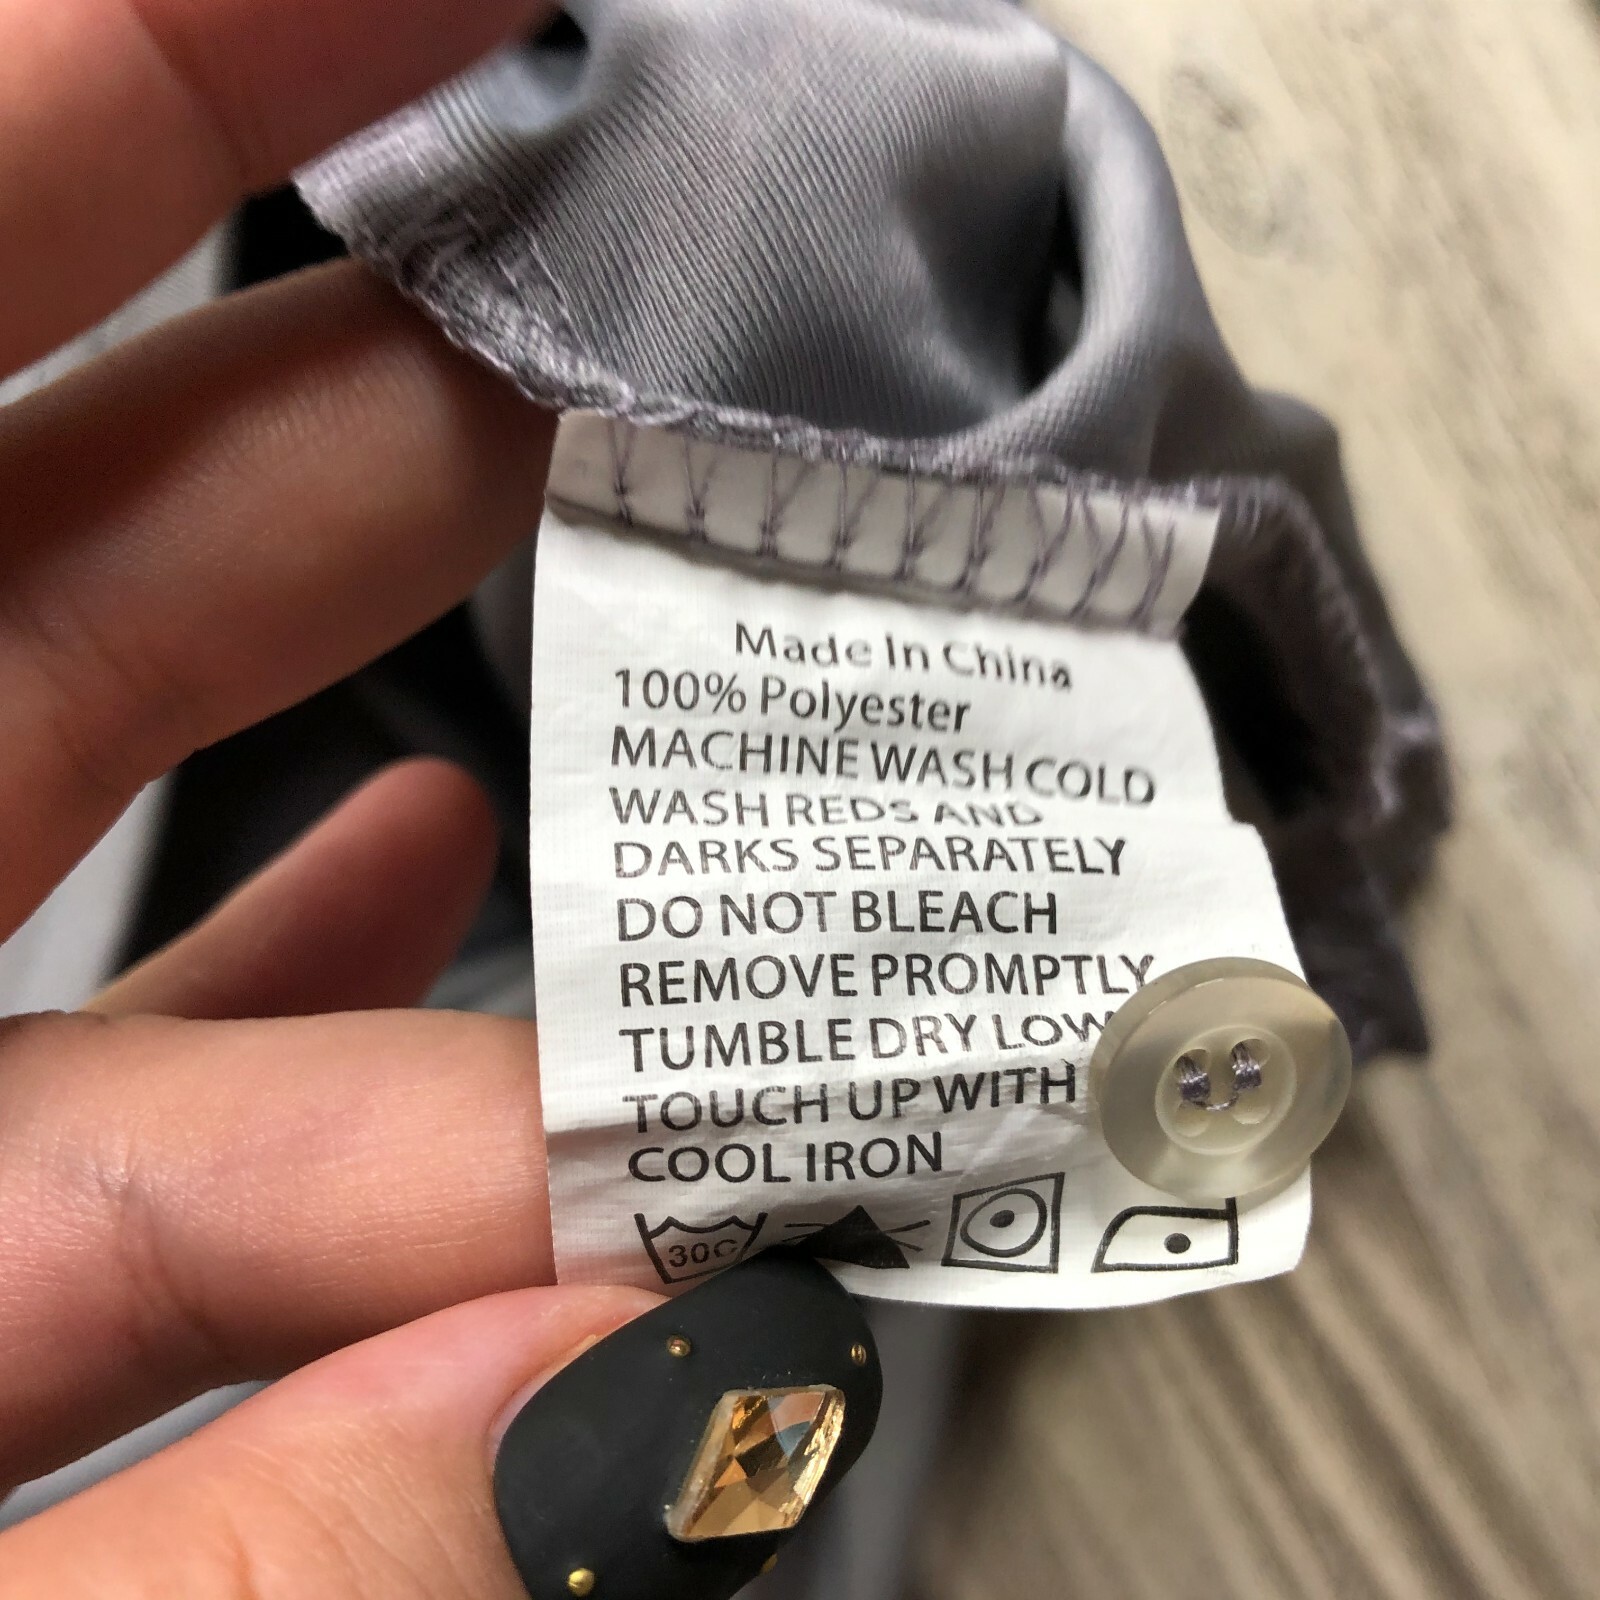 Made In China
100% Polyester
MACHINE WASH COLD
WASH REDS AND
DARKS SEPARATELY
DO NOT BLEACH
REMOVE PROMPTLY
TUMBLE DRY LOW
TOUCH UP WITH
COOL IRON
30C